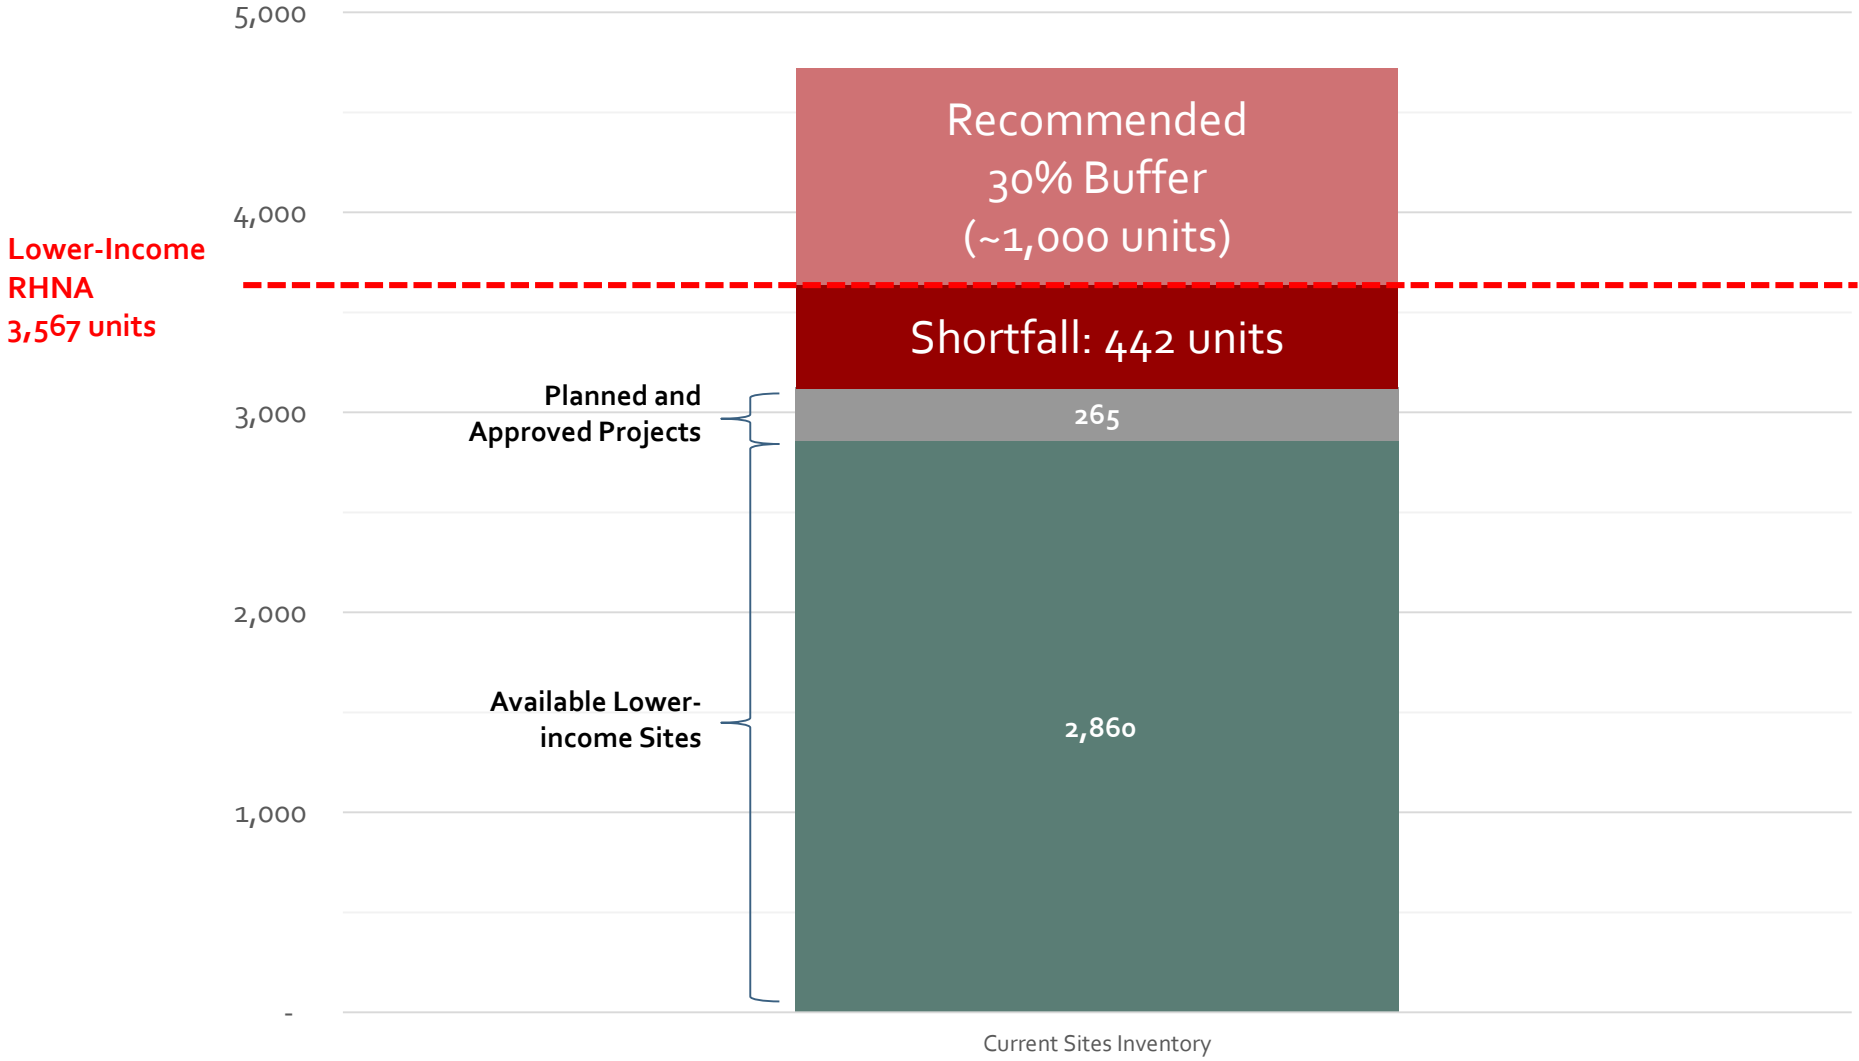 5,000
Recommended
30% Buffer
(~1,000 units)
4,000
Lower-Income
RHNA
3,567 units
Shortfall: 442 units
Planned and
Approved Projects
3,000
265
2,000
Available Lower-
income Sites
2,860
1,000
-
Current Sites Inventory